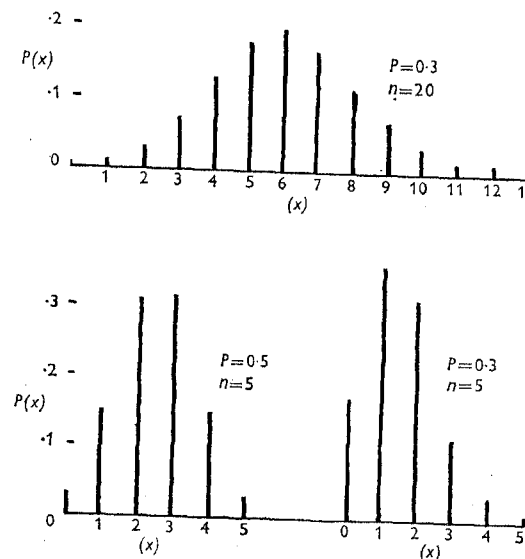 ·2
P(x)
·1
0
P=0·3
n=20
1 2 3 4 5 6 7 8 9 10 11 12 1
(x)
·3
·2
P(x)
·1
0
P=0·5
n=5
1 2 3 4 5
(x)
P=0·3
n=5
0 1 2 3 4 5
(x)